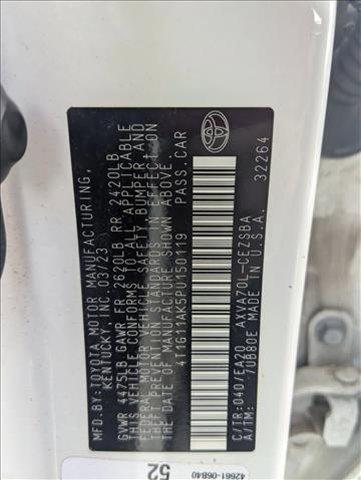 MFD. BY: TOYOTA MOTOR MANUFACTURING,
KENTUCKY, INC. 03/23
GVWR 4475LB GAWR FR 2620LB RR 2420LB
THIS VEHICLE CONFORMS TO ALL APPLICABLE
FEDERAL MOTOR VEHICLE SAFETY, BUMPER AND
THEFT PREVENTION STANDARDS IN EFFECT
ON THE DATE OF MANUFACTURE SHOWN ABOVE.
4T1G11AK5PU150119 PASS.CAR
C/TR: 040/EA20 AXVA70L-CEZSBA
A/TM: /UB80E MADE IN U.S.A. 32264
42661-06840
52